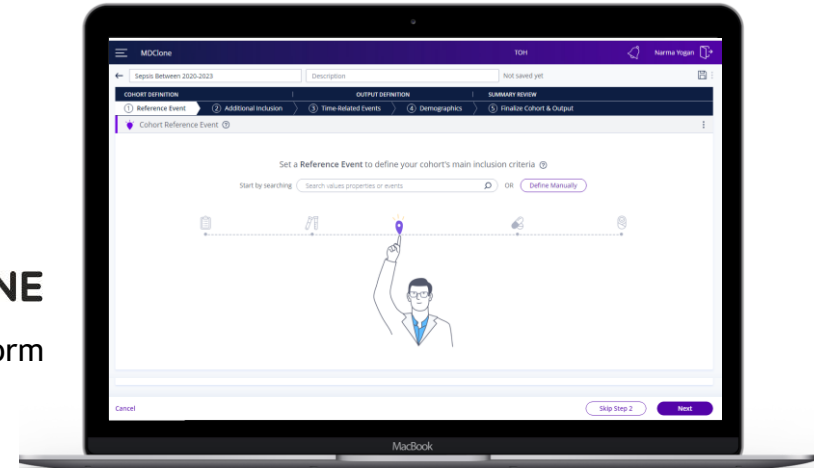 MDClone
TOH
Narma Yogan
Sepsis Between 2020-2023
Description
Not saved yet
COHORT DEFINITION
OUTPUT DEFINITION
SUMMARY REVIEW
1 Reference Event
2 Additional Inclusion
3 Time-Related Events
4 Demographics
5 Finalize Cohort & Output
Cohort Reference Event ?
Set a Reference Event to define your cohort's main inclusion criteria ?
Start by searching
Search values properties or events
OR
Define Manually
NE
orm
Cancel
Skip Step 2
Next
MacBook